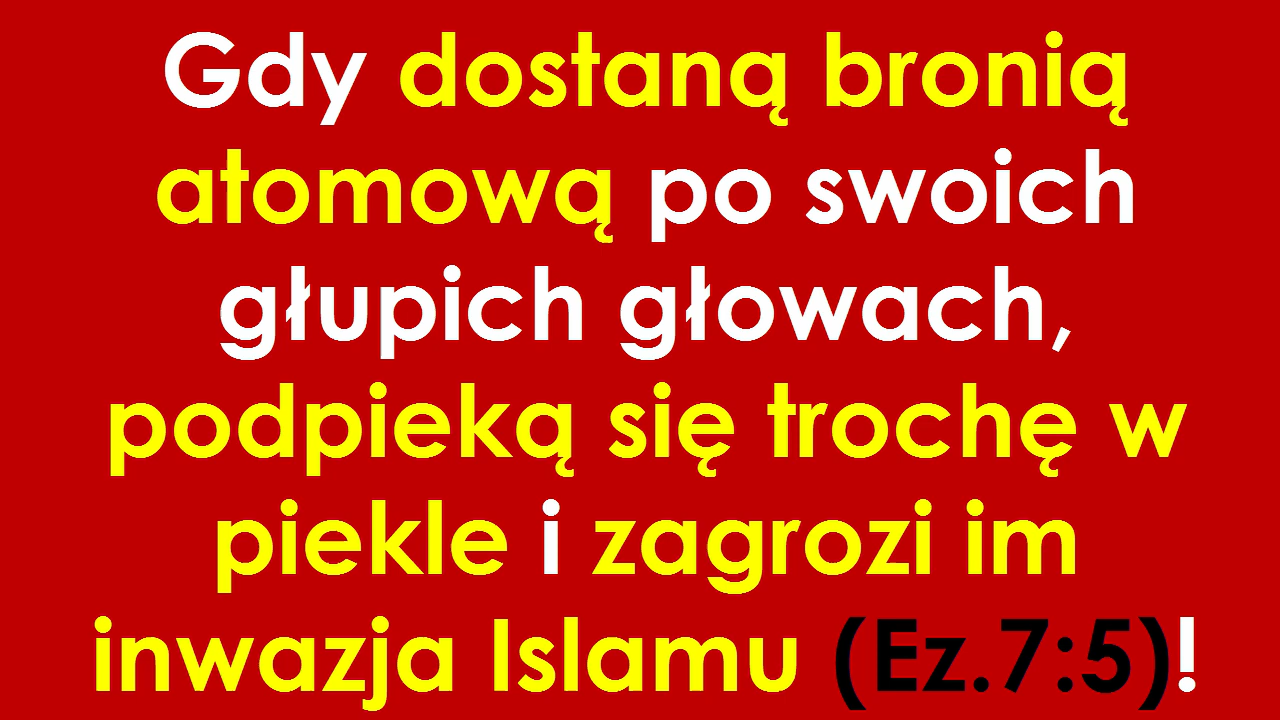 Gdy dostaną bronią
atomową po swoich
głupich głowach,
podpieką się trochę w
piekle i zagrozi im
inwazja Islamu (Ez.7:5)!